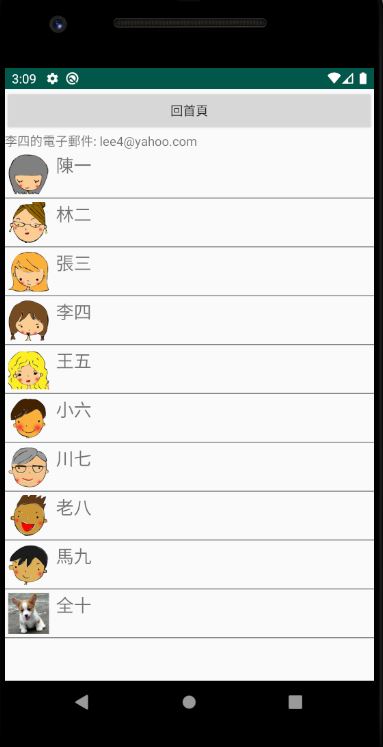 3:09
回首頁
李四的電子郵件: lee4@yahoo.com
陳一
林二
張三
李四
王五
小六
川七
老八
馬九
全十